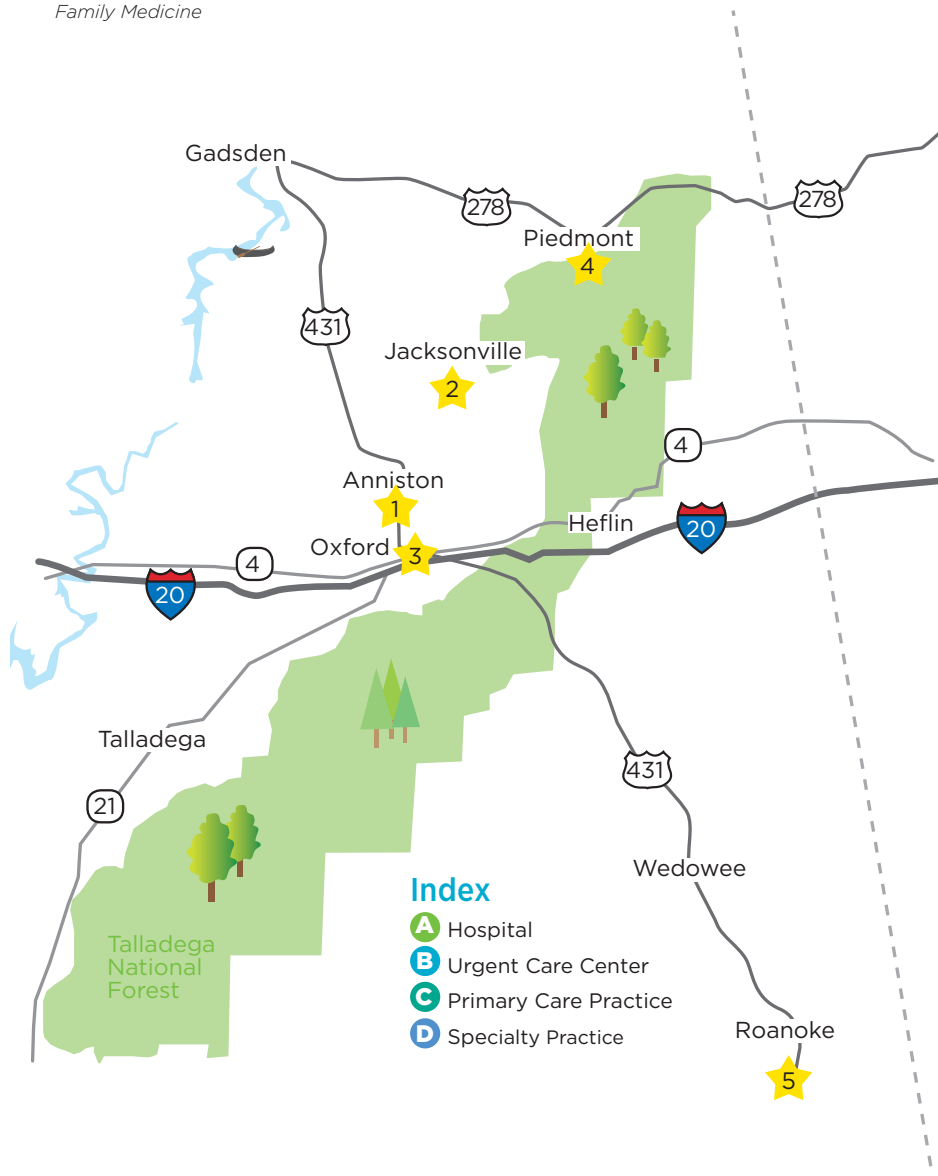 Family Medicine
Gadsden
278
278
Piedmont
4
431
Jacksonville
2
4
Anniston
1
Heflin
20
Oxford
3
4
20
Talladega
431
21
Wedowee
Index
A Hospital
B Urgent Care Center
C Primary Care Practice
D Specialty Practice
Talladega
National
Forest
Roanoke
5